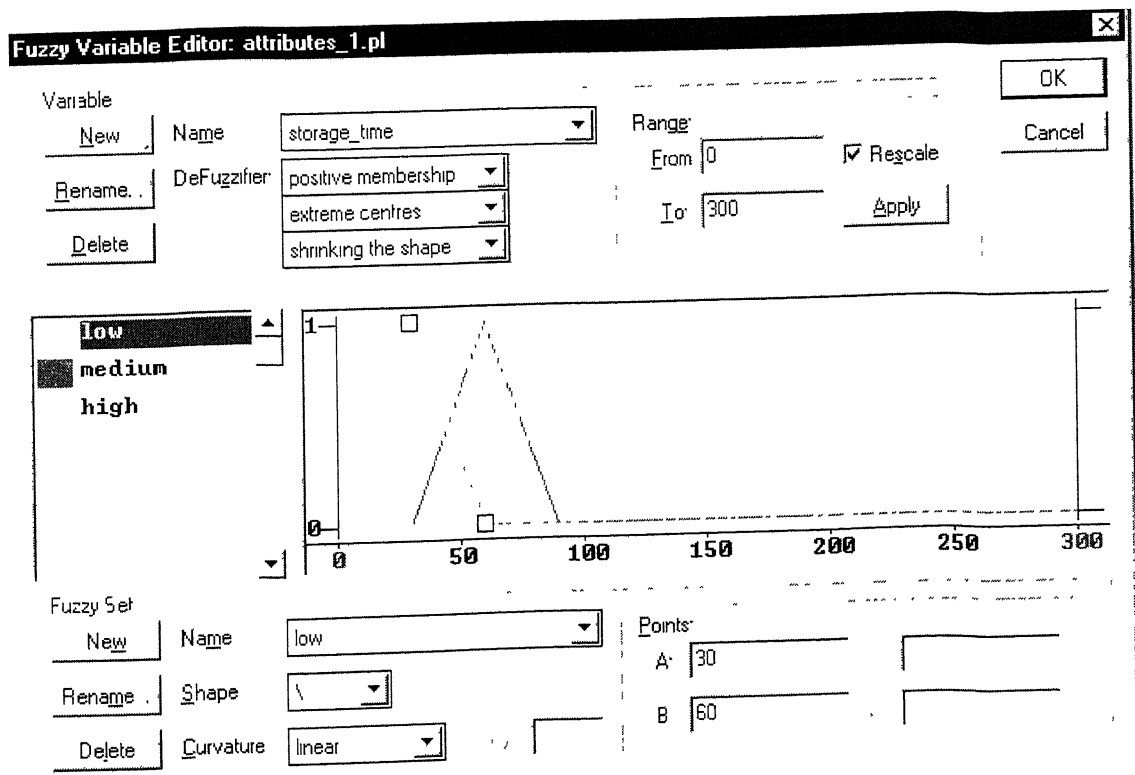 Fuzzy Variable Editor: attributes_1.pl
Variable
New
Name
storage_time
Range:
From
0
Rescale
OK
Cancel
Rename. .
DeFuzzifier
positive membership
extreme centres
To
300
Apply
Delete
shrinking the shape
low
medium
high
1
0
0 50 100 150 200 250 300
Fuzzy Set
New
Name
low
Points:
A:
30
Rename .
Shape
\
B
60
Delete
Curvature
linear